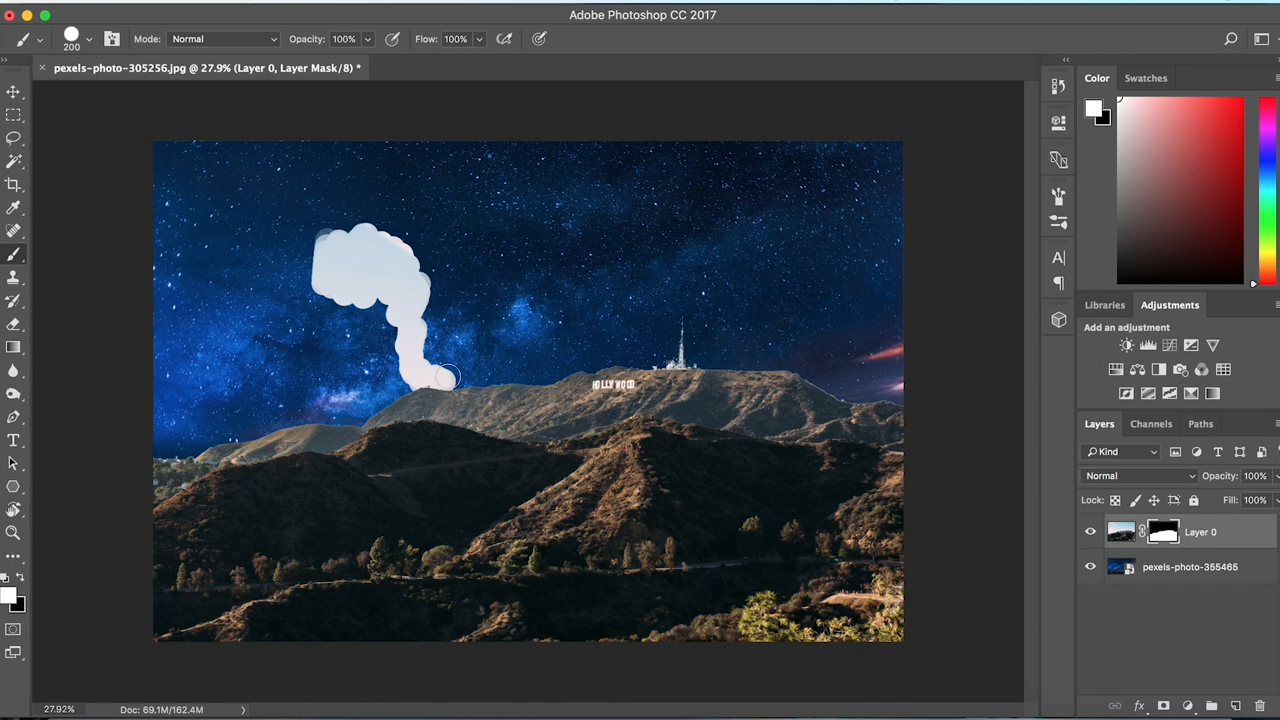 Adobe Photoshop CC 2017
200
Mode: Normal
Opacity: 100%
Flow: 100%
pexels-photo-305256.jpg @ 27.9% (Layer 0, Layer Mask/8) *
Color
Swatches
HOLLYWOOD
Libraries
Adjustments
Add an adjustment
Layers
Channels
Paths
Kind
Normal
Opacity: 100%
Lock:
Fill: 100%
Layer 0
pexels-photo-355465
27.92%
Doc: 69.1M/162.4M